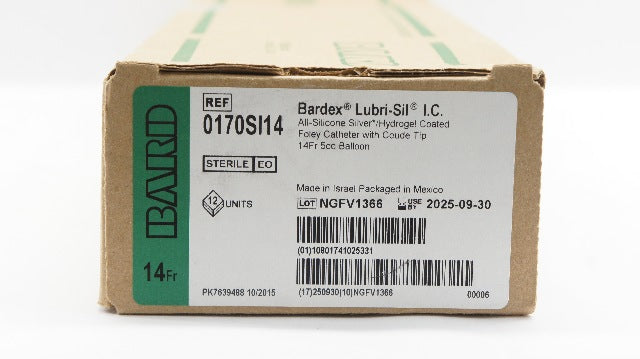 BARD
14Fr
REF
0170SI14
STERILE EO
12 UNITS
PK7639488 10/2015
Bardex® Lubri-Sil® I.C.
All-Silicone Silver*/Hydrogel Coated
Foley Catheter with Coude Tip
14Fr 5cc Balloon
Made in Israel Packaged in Mexico
LOT NGFV1366 USE BY 2025-09-30
(01)10801741025331
(17)250930(10)NGFV1366
00006